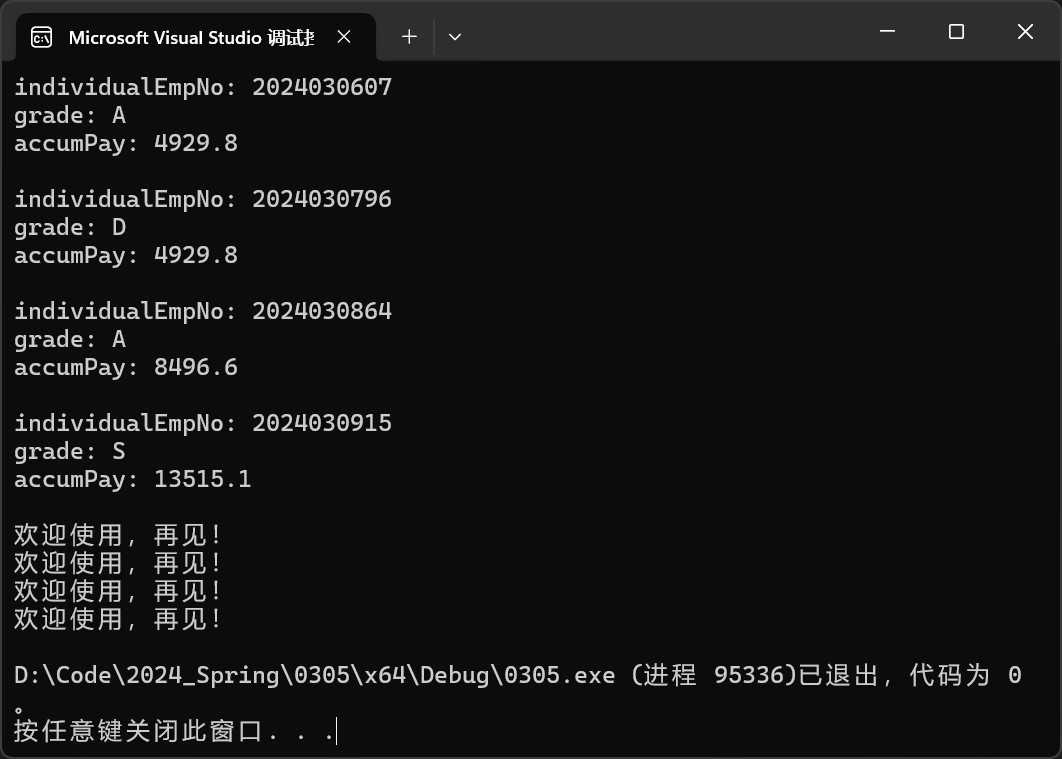 Microsoft Visual Studio 调试
individualEmpNo: 2024030607
grade: A
accumPay: 4929.8
individualEmpNo: 2024030796
grade: D
accumPay: 4929.8
individualEmpNo: 2024030864
grade: A
accumPay: 8496.6
individualEmpNo: 2024030915
grade: S
accumPay: 13515.1
欢迎使用，再见！
欢迎使用，再见！
欢迎使用，再见！
欢迎使用，再见！
D:\Code\2024_Spring\0305\x64\Debug\0305.exe (进程 95336)已退出，代码为 0
。
按任意键关闭此窗口. . .